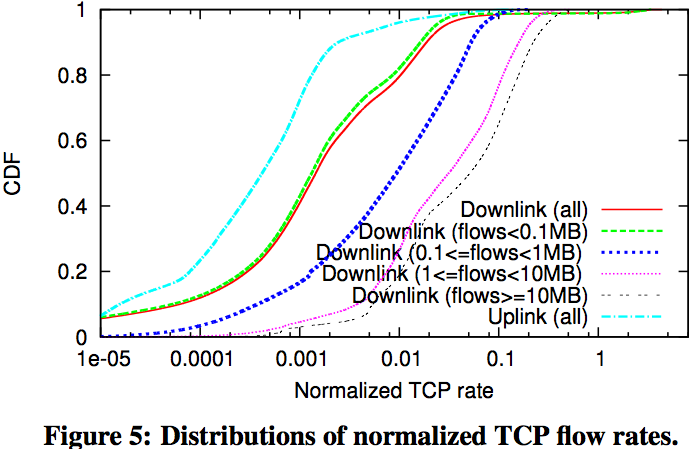 1
0.8
0.6
0.4
0.2
0
CDF
Downlink (all)
Downlink (flows<0.1MB)
Downlink (0.1<=flows<1MB)
Downlink (1<=flows<10MB)
Downlink (flows>=10MB)
Uplink (all)
1e-05 0.0001 0.001 0.01 0.1 1
Normalized TCP rate
Figure 5: Distributions of normalized TCP flow rates.